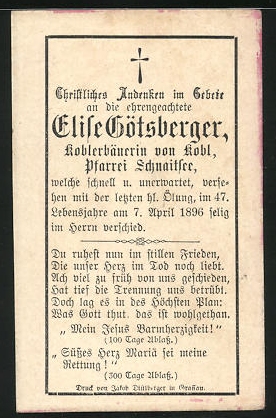 Christliches Andenken im Gebete
an die ehrengeachtete
Elise Götsberger,
Koblerbäuerin von Kobl,
Pfarrei Schnaitsee,
welche schnell u. unerwartet, verse-
hen mit der letzten hl. Ölung, im 47.
Lebensjahre am 7. April 1896 selig
im Herrn verschied.
Du ruhest nun im stillen Frieden,
Die unser Herz im Tod noch liebt.
Ach viel zu früh von uns geschieden,
Hat tief die Trennung uns betrübt.
Doch lag es in des Höchsten Plan:
Was Gott thut. das ist wohlgethan.
„Mein Jesus Barmherzigkeit!"
(100 Tage Ablaß.)
„Süßes Herz Mariä sei meine
Rettung!"
(300 Tage Ablaß.)
Druck von Jakob in